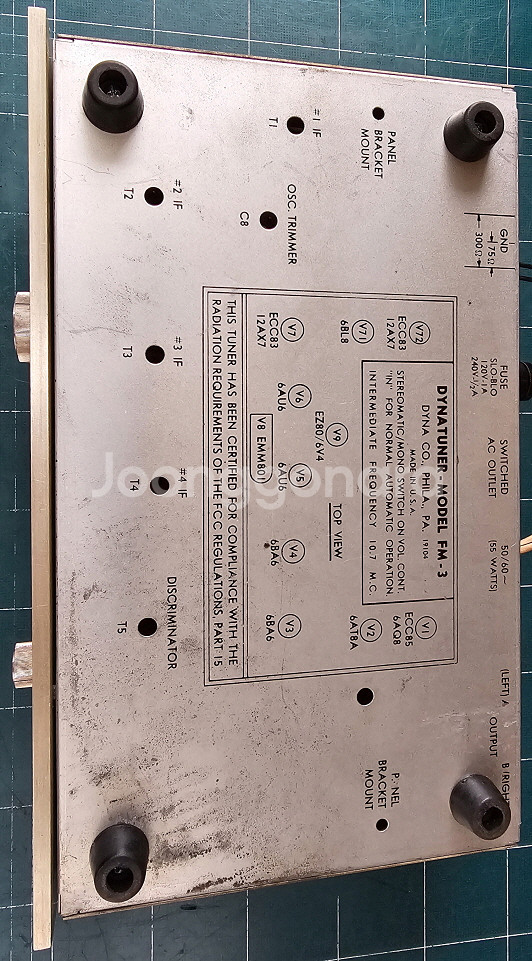 GND
75Ω
300Ω
FUSE
SLO-BLO
120V-1A
240V-½A
SWITCHED
AC OUTLET
50/60~
(55 WATTS)
(LEFT) A
OUTPUT
B (RIGHT
PANEL
BRACKET
MOUNT
#1 IF
T1
OSC. TRIMMER
C8
#2 IF
T2
#3 IF
T3
#4 IF
T4
DISCRIMINATOR
T5
P NEL
BRACKET
MOUNT
DYNATUNER MODEL FM-3
DYNA CO., PHILA., PA. 19104
MADE IN U.S.A.
STEREOMATIC/MONO SWITCH ON VOL. CONT.
"IN" FOR NORMAL AUTOMATIC OPERATION
INTERMEDIATE FREQUENCY 10.7 M.C.
V72
ECC83
12AX7
V71
6BL8
V1
ECC85
6AQ8
V2
6AT8A
V9
EZ80/6V4
TOP VIEW
V7
ECC83
12AX7
V6
6AU6
V8 EMM801
V5
6AU6
V4
6BA6
V3
6BA6
THIS TUNER HAS BEEN CERTIFIED FOR COMPLIANCE WITH THE
RADIATION REQUIREMENTS OF THE FCC REGULATIONS, PART 15
Joonggonara